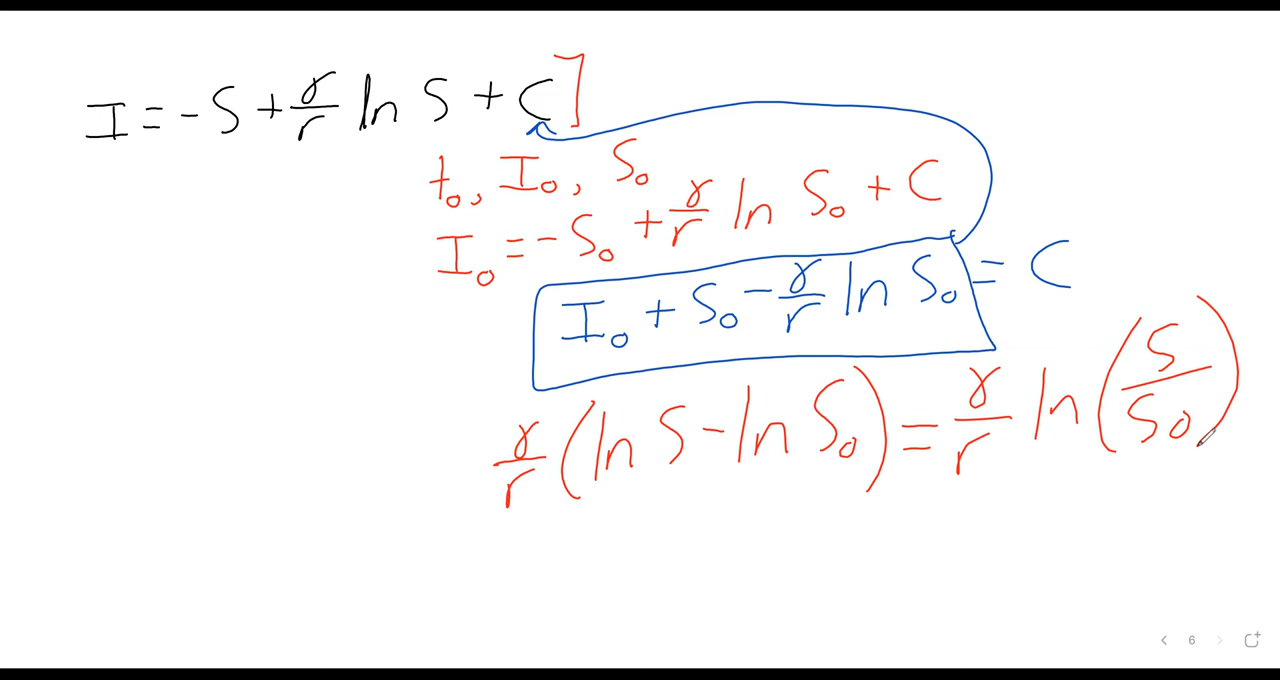 I = -S + γ/r ln S + C]
t₀, I₀, S₀
I₀ = -S₀ + γ/r ln S₀ + C
I₀ + S₀ - γ/r ln S₀ = C
γ/r (ln S - ln S₀) = γ/r ln (S/S₀)
6